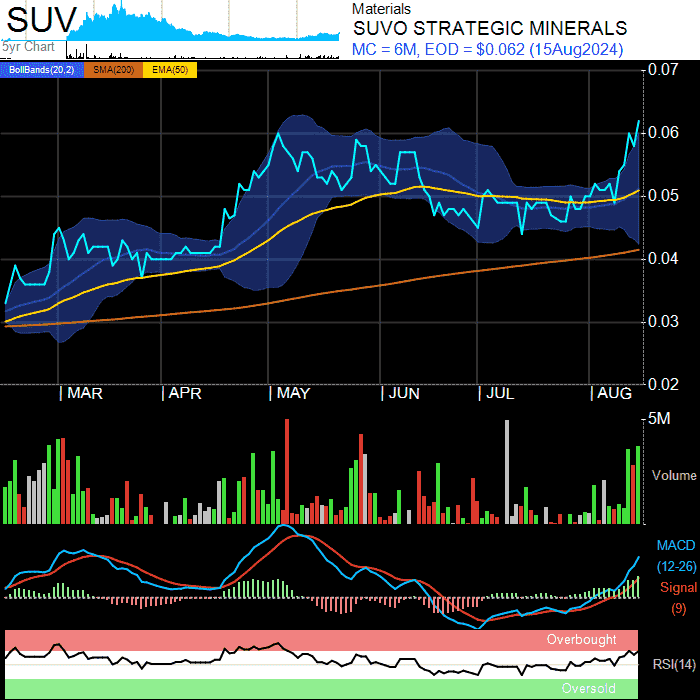 SUV
5yr Chart
Materials
SUVO STRATEGIC MINERALS
MC = 6M, EOD = $0.062 (15Aug2024)
BollBands(20,2) SMA(200) EMA(50)
0.07
0.06
0.05
0.04
0.03
0.02
MAR APR MAY JUN JUL AUG
5M
Volume
MACD
(12-26)
Signal
(9)
Overbought
RSI(14)
Oversold